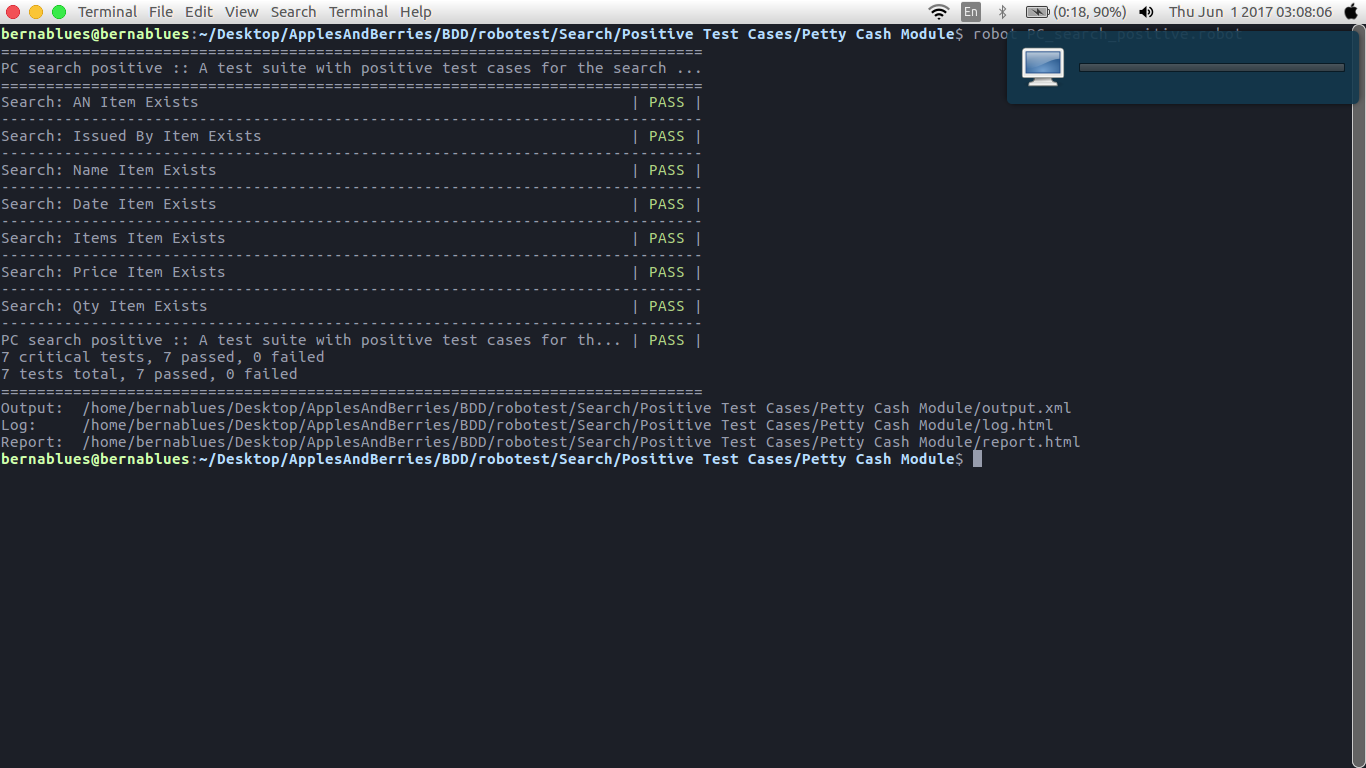 Terminal File Edit View Search Terminal Help En (0:18, 90%) Thu Jun 1 2017 03:08:06
bernablues@bernablues:~/Desktop/ApplesAndBerries/BDD/robotest/Search/Positive Test Cases/Petty Cash Module$ robot PC_search_positive.robot
==============================================================================
PC search positive :: A test suite with positive test cases for the search ...
==============================================================================
Search: AN Item Exists                                                | PASS |
------------------------------------------------------------------------------
Search: Issued By Item Exists                                         | PASS |
------------------------------------------------------------------------------
Search: Name Item Exists                                              | PASS |
------------------------------------------------------------------------------
Search: Date Item Exists                                              | PASS |
------------------------------------------------------------------------------
Search: Items Item Exists                                             | PASS |
------------------------------------------------------------------------------
Search: Price Item Exists                                             | PASS |
------------------------------------------------------------------------------
Search: Qty Item Exists                                               | PASS |
------------------------------------------------------------------------------
PC search positive :: A test suite with positive test cases for th... | PASS |
7 critical tests, 7 passed, 0 failed
7 tests total, 7 passed, 0 failed
==============================================================================
Output:  /home/bernablues/Desktop/ApplesAndBerries/BDD/robotest/Search/Positive Test Cases/Petty Cash Module/output.xml
Log:     /home/bernablues/Desktop/ApplesAndBerries/BDD/robotest/Search/Positive Test Cases/Petty Cash Module/log.html
Report:  /home/bernablues/Desktop/ApplesAndBerries/BDD/robotest/Search/Positive Test Cases/Petty Cash Module/report.html
bernablues@bernablues:~/Desktop/ApplesAndBerries/BDD/robotest/Search/Positive Test Cases/Petty Cash Module$